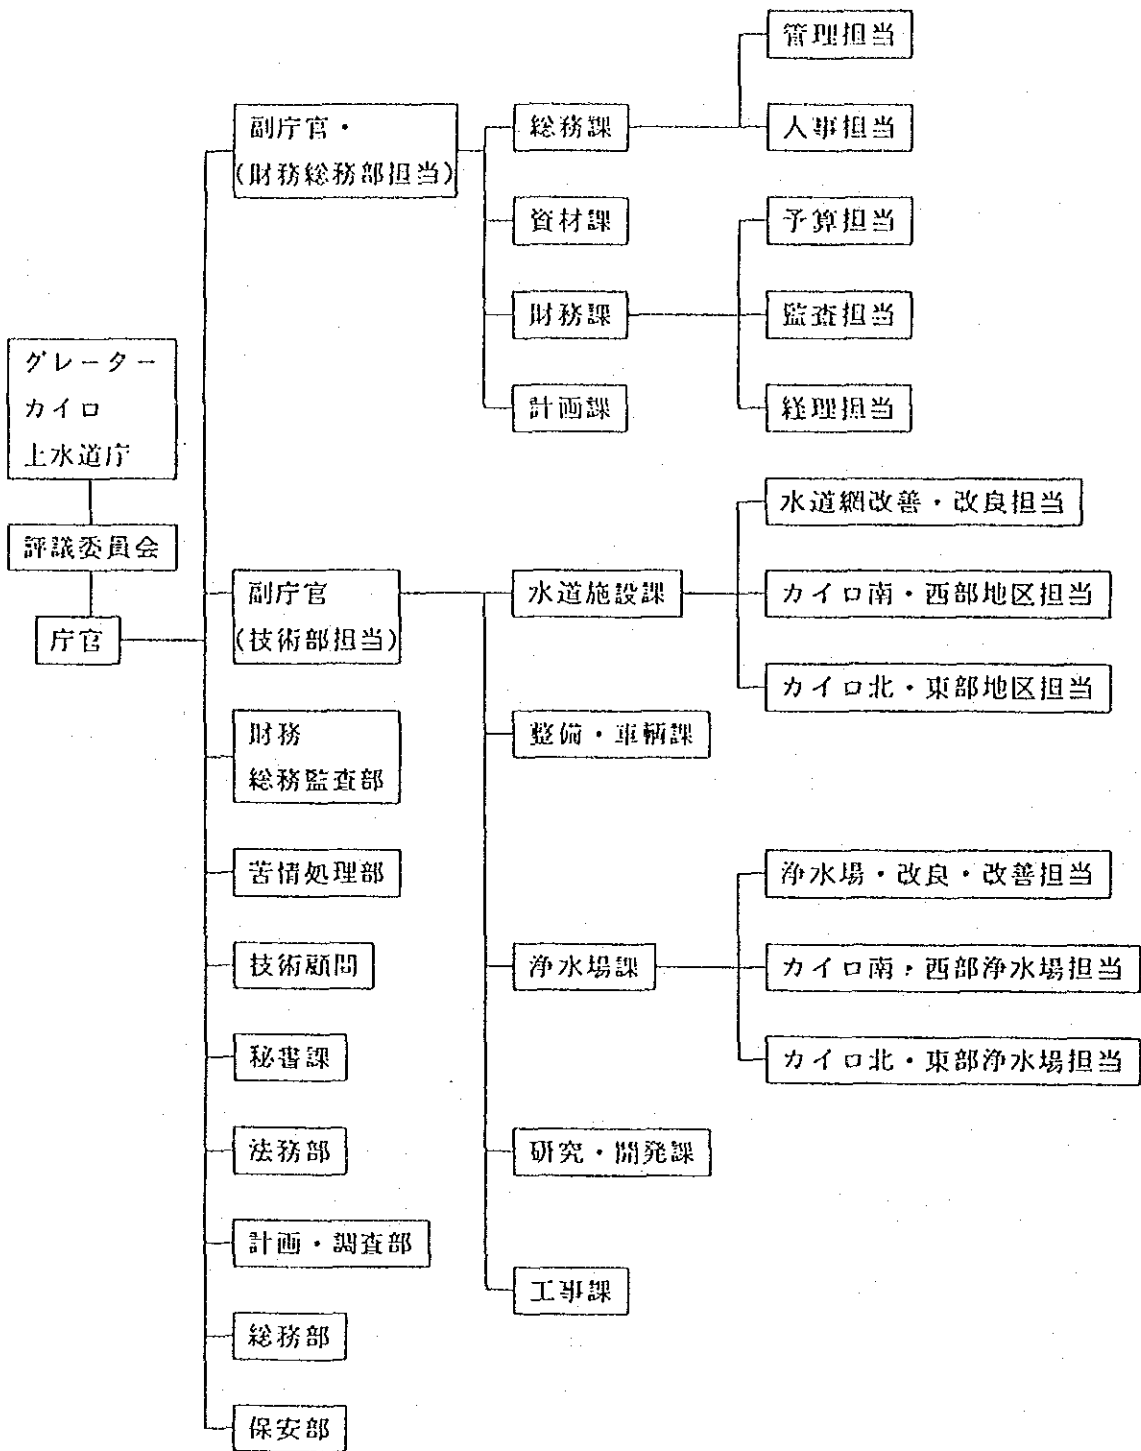 グレーター
カイロ
上水道庁
評議委員会
庁官
副庁官・
(財務総務部担当)
総務課
管理担当
人事担当
資材課
財務課
予算担当
監査担当
経理担当
計画課
副庁官
(技術部担当)
水道施設課
水道網改善・改良担当
カイロ南・西部地区担当
カイロ北・東部地区担当
整備・車輌課
浄水場課
浄水場・改良・改善担当
カイロ南・西部浄水場担当
カイロ北・東部浄水場担当
研究・開発課
工事課
財務
総務監査部
苦情処理部
技術顧問
秘書課
法務部
計画・調査部
総務部
保安部